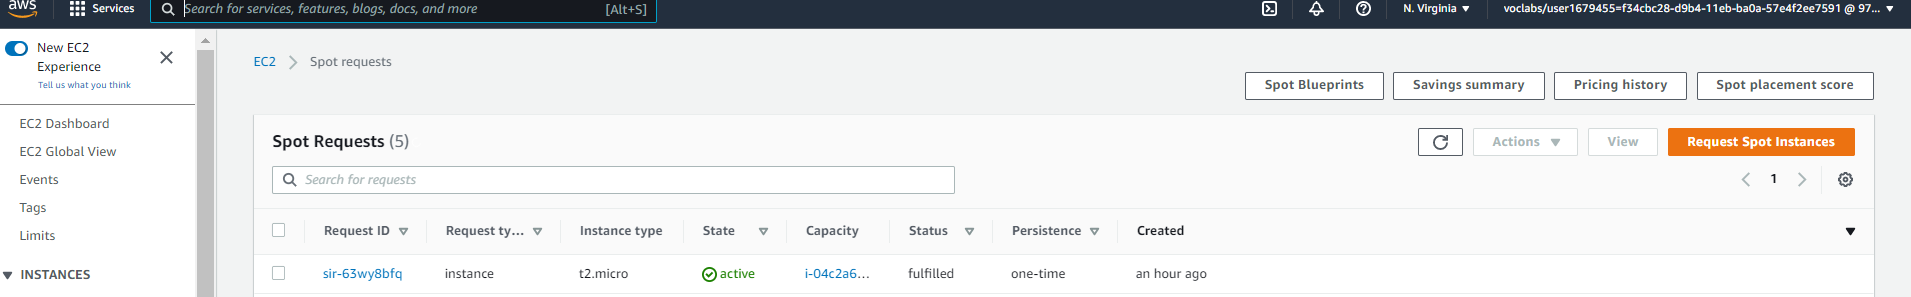 aws
Services
Search for services, features, blogs, docs, and more
[Alt+S]
N. Virginia
voclabs/user1679455=f34cbc28-d9b4-11eb-ba0a-57e4f2ee7591 @ 97...
New EC2
Experience
Tell us what you think
EC2 Dashboard
EC2 Global View
Events
Tags
Limits
INSTANCES
EC2 > Spot requests
Spot Blueprints
Savings summary
Pricing history
Spot placement score
Spot Requests (5)
Actions
View
Request Spot Instances
Search for requests
1
Request ID Request ty... Instance type State Capacity Status Persistence Created
sir-63wy8bfq instance t2.micro active i-04c2a6... fulfilled one-time an hour ago